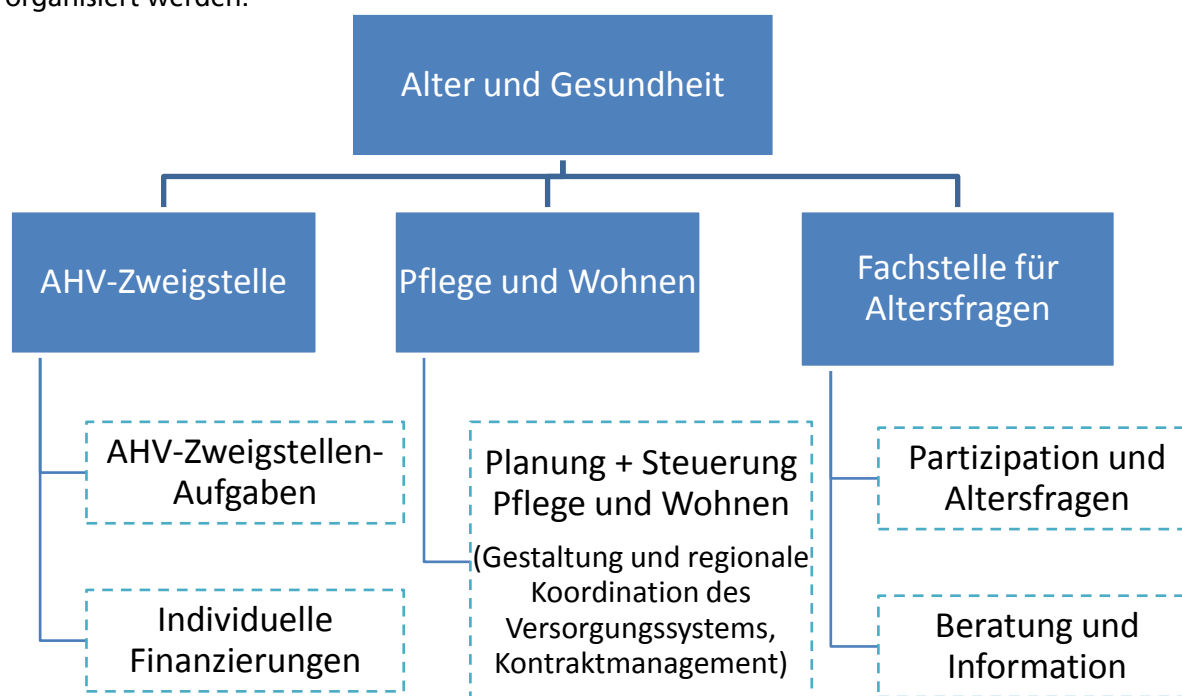 organisiert werden.
Alter und Gesundheit
AHV-Zweigstelle
Pflege und Wohnen
Fachstelle für
Altersfragen
AHV-Zweigstellen-
Aufgaben
Individuelle
Finanzierungen
Planung + Steuerung
Pflege und Wohnen
(Gestaltung und regionale
Koordination des
Versorgungssystems,
Kontraktmanagement)
Partizipation und
Altersfragen
Beratung und
Information